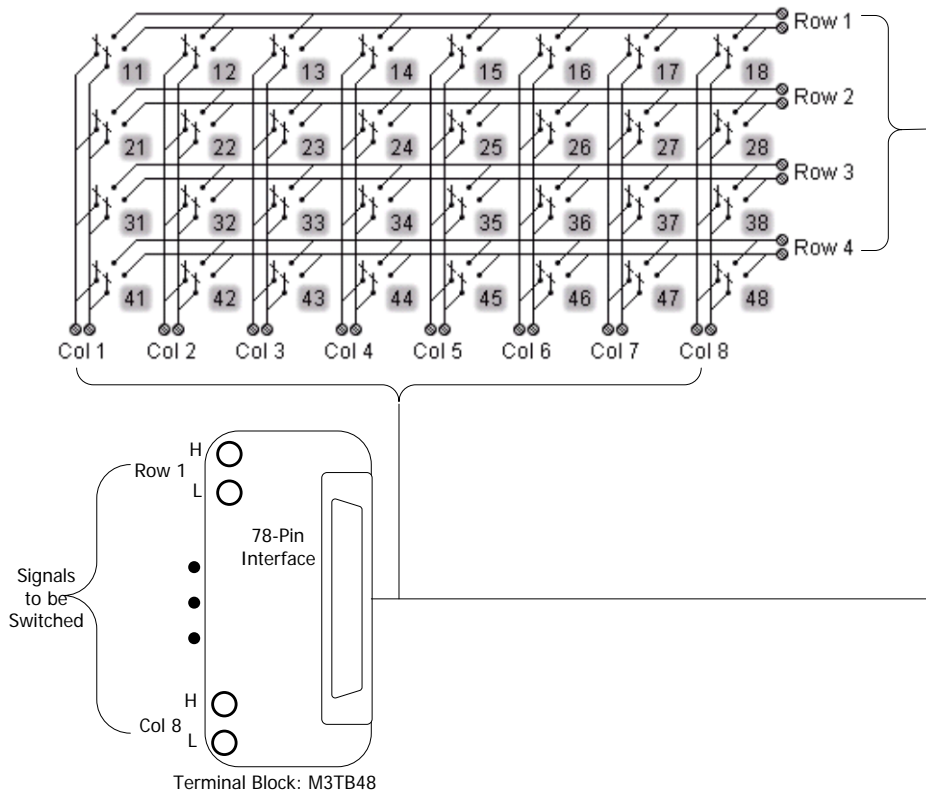 Row 1
11 12 13 14 15 16 17 18
Row 2
21 22 23 24 25 26 27 28
Row 3
31 32 33 34 35 36 37 38
Row 4
41 42 43 44 45 46 47 48
Col 1 Col 2 Col 3 Col 4 Col 5 Col 6 Col 7 Col 8
H
Row 1
L
78-Pin
Interface
Signals
to be
Switched
H
Col 8
L
Terminal Block: M3TB48